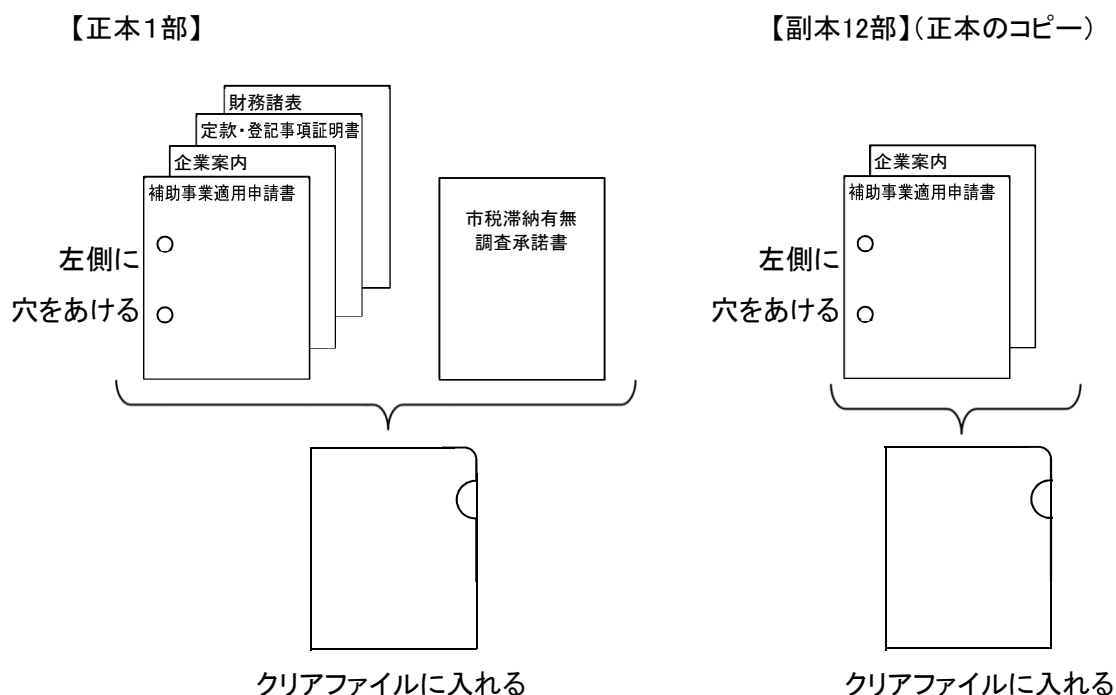 【正本1部】
財務諸表
定款・登記事項証明書
企業案内
補助事業適用申請書
左側に
穴をあける
市税滞納有無
調査承諾書
クリアファイルに入れる
【副本12部】(正本のコピー)
企業案内
補助事業適用申請書
左側に
穴をあける
クリアファイルに入れる